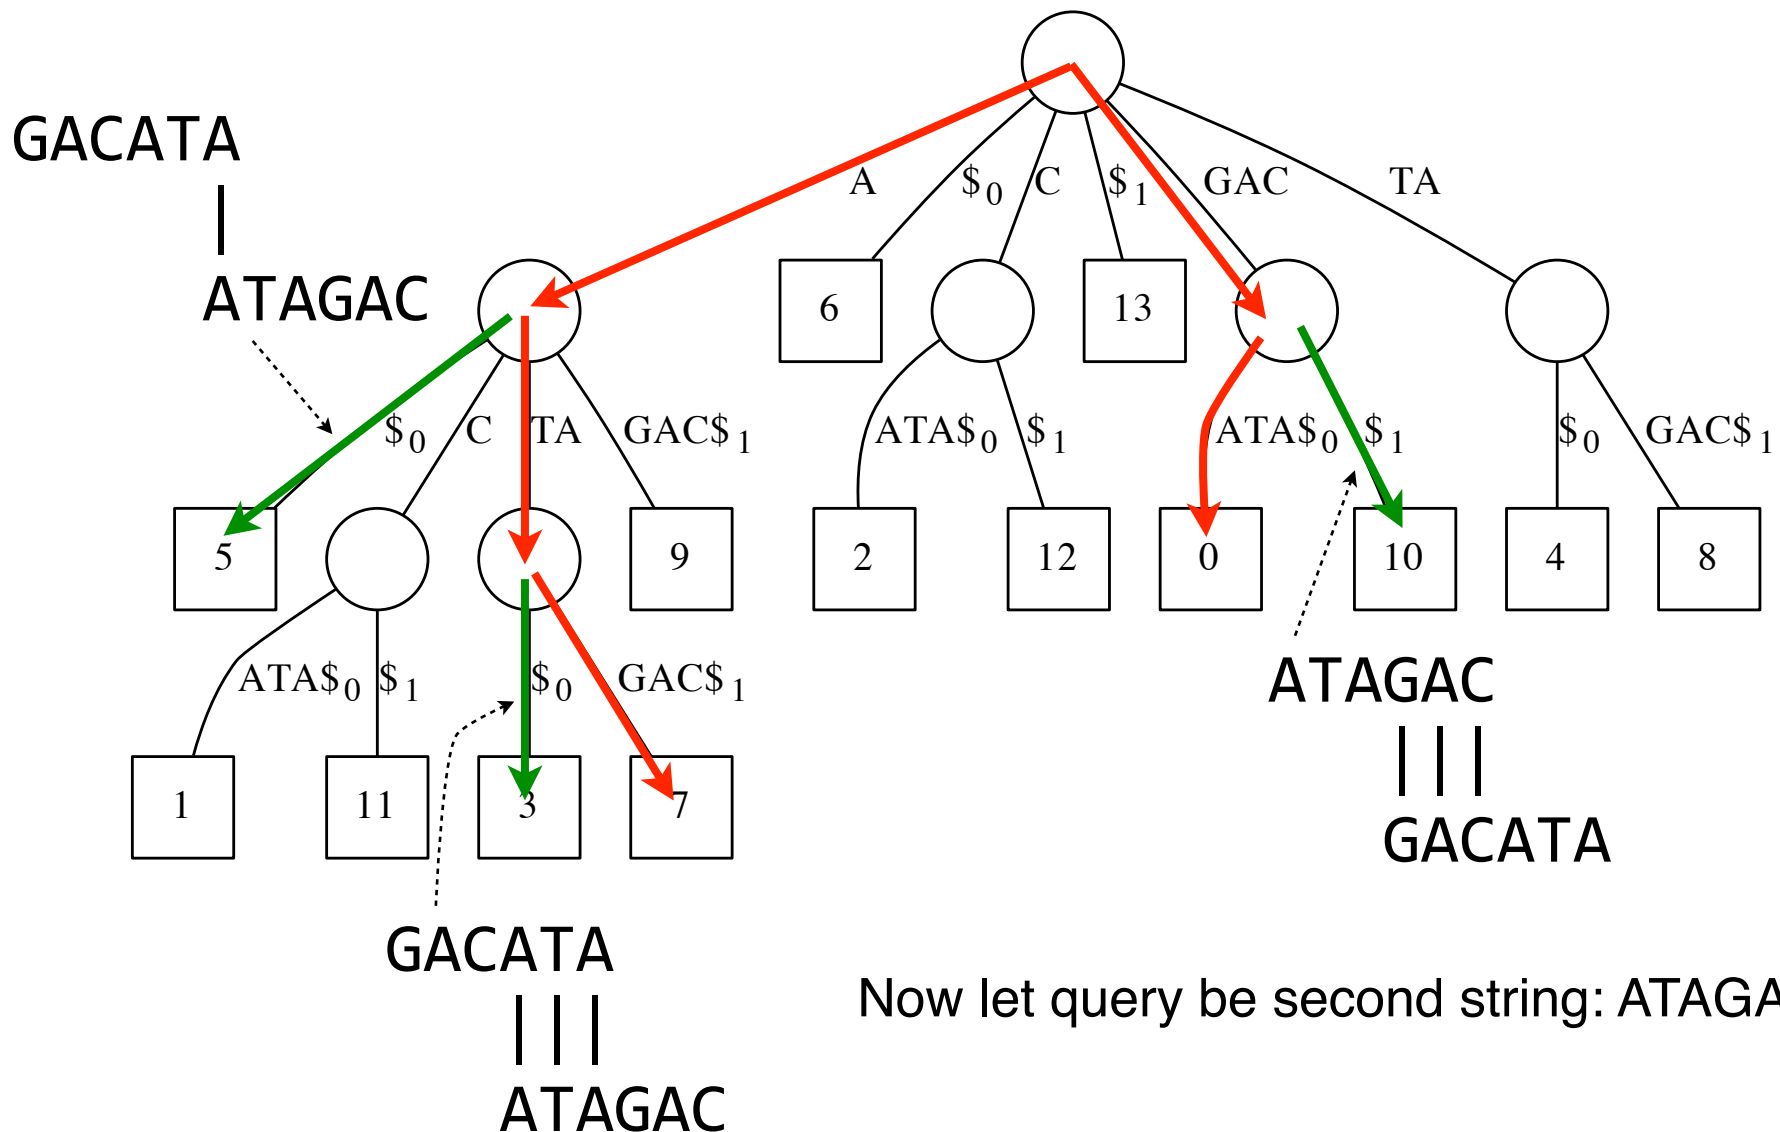 GACATA
ATAGAC
A
$0
C
$1
GAC
TA
6
13
$0
C
TA
GAC$1
ATA$0
$1
ATA$0
$1
$0
GAC$1
5
9
2
12
0
10
4
8
ATA$0
$1
$0
GAC$1
1
11
3
7
ATAGAC
GACATA
GACATA
ATAGAC
Now let query be second string: ATAGA